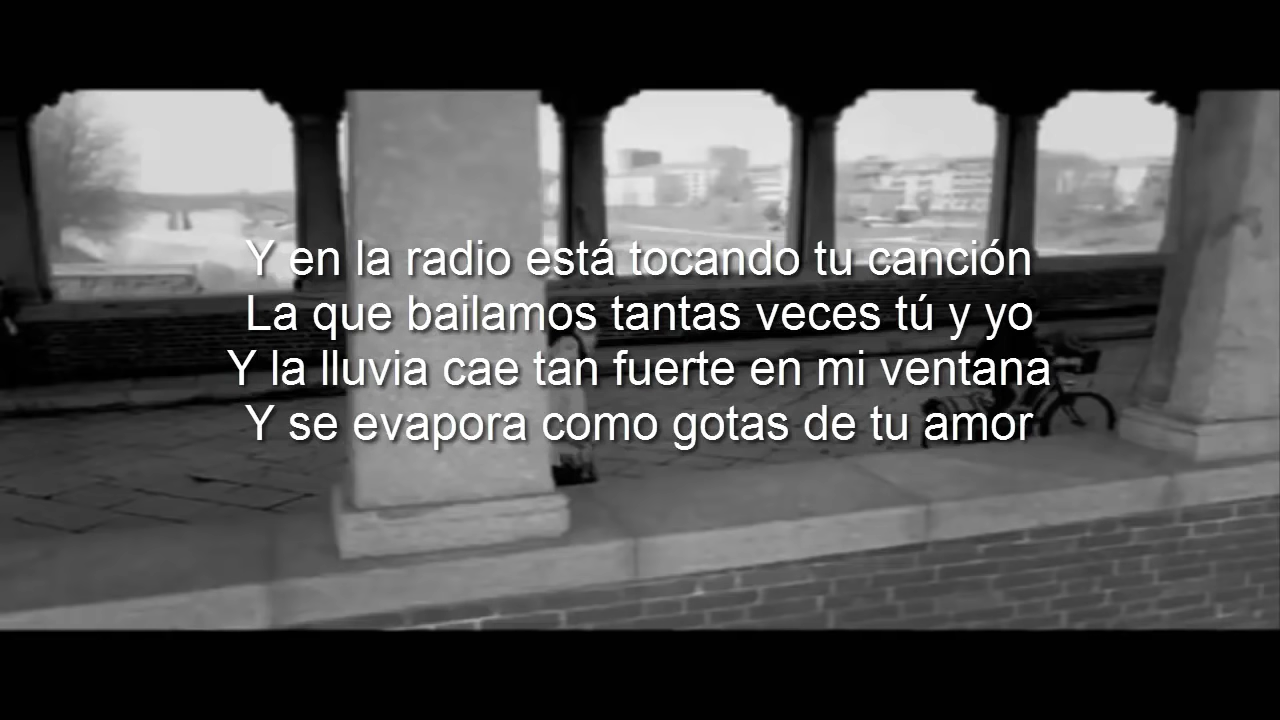 Y en la radio está tocando tu canción
La que bailamos tantas veces tú y yo
Y la lluvia cae tan fuerte en mi ventana
Y se evapora como gotas de tu amor